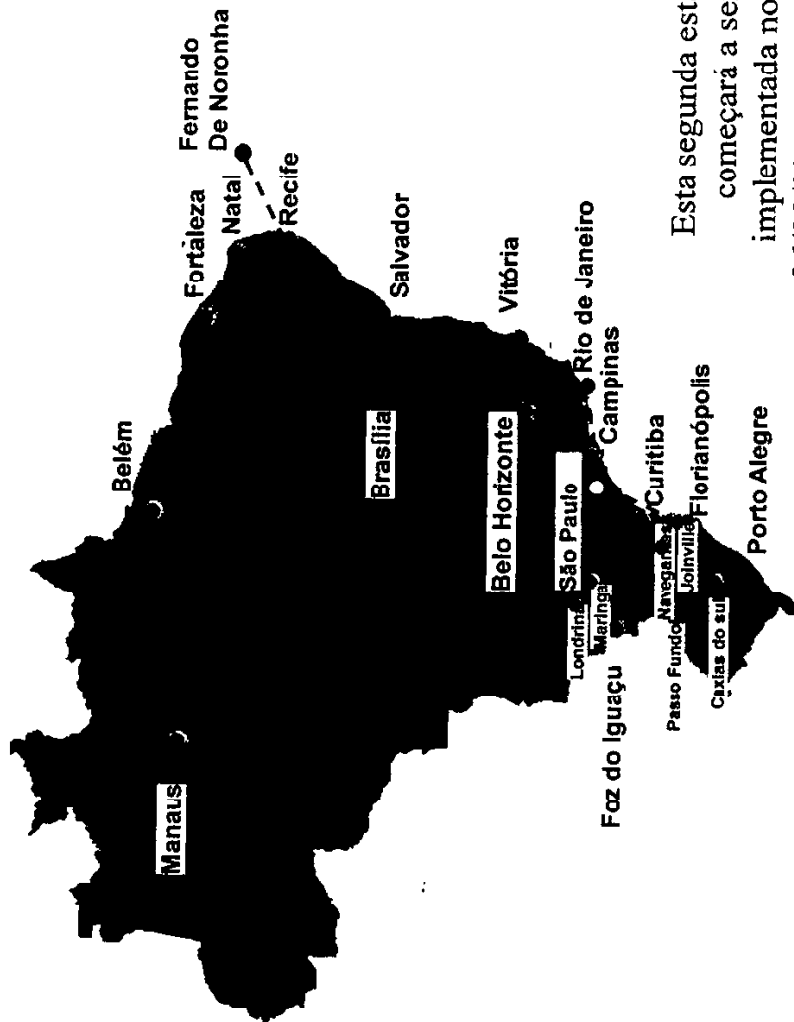 Fernando
De Noronha
Fortaleza
Natal
Recife
Belém
Manaus
Salvador
Brasília
Vitória
Belo Horizonte
Rio de Janeiro
Campinas
São Paulo
Londrina
Maringa
Foz do Iguaçu
Curitiba
Navegantes
Joinville
Florianópolis
Passo Fundo
Caxias do sul
Porto Alegre
Esta segunda est
começará a se
implementada no